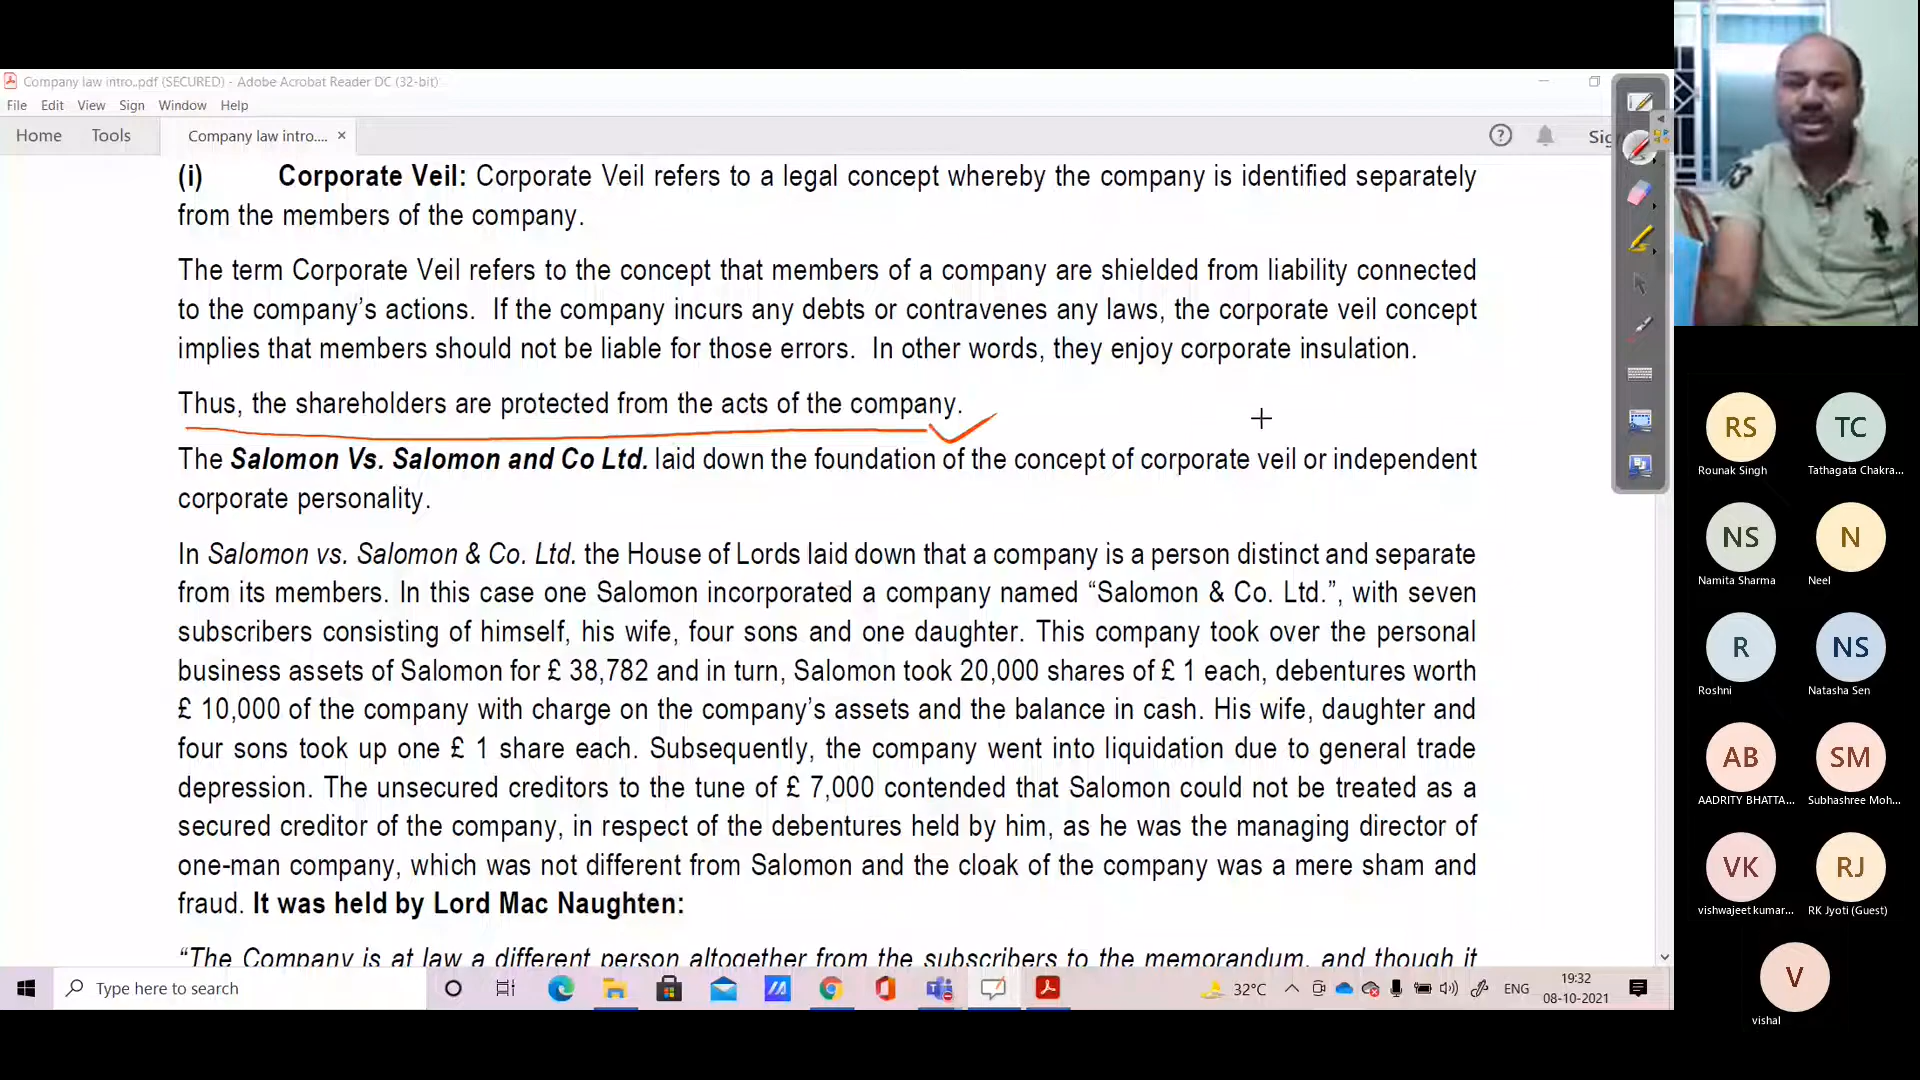 Company law intro..pdf (SECURED) - Adobe Acrobat Reader DC (32-bit)
File Edit View Sign Window Help
Home Tools Company law intro.... ×
(i) Corporate Veil: Corporate Veil refers to a legal concept whereby the company is identified separately
from the members of the company.
The term Corporate Veil refers to the concept that members of a company are shielded from liability connected
to the company's actions. If the company incurs any debts or contravenes any laws, the corporate veil concept
implies that members should not be liable for those errors. In other words, they enjoy corporate insulation.
Thus, the shareholders are protected from the acts of the company.
The Salomon Vs. Salomon and Co Ltd. laid down the foundation of the concept of corporate veil or independent
corporate personality.
In Salomon vs. Salomon & Co. Ltd. the House of Lords laid down that a company is a person distinct and separate
from its members. In this case one Salomon incorporated a company named “Salomon & Co. Ltd.”, with seven
subscribers consisting of himself, his wife, four sons and one daughter. This company took over the personal
business assets of Salomon for £ 38,782 and in turn, Salomon took 20,000 shares of £ 1 each, debentures worth
£ 10,000 of the company with charge on the company's assets and the balance in cash. His wife, daughter and
four sons took up one £ 1 share each. Subsequently, the company went into liquidation due to general trade
depression. The unsecured creditors to the tune of £ 7,000 contended that Salomon could not be treated as a
secured creditor of the company, in respect of the debentures held by him, as he was the managing director of
one-man company, which was not different from Salomon and the cloak of the company was a mere sham and
fraud. It was held by Lord Mac Naughten:
“The Company is at law a different person altogether from the subscribers to the memorandum, and though it
Type here to search
32°C
ENG
19:32
08-10-2021
RS TC
Rounak Singh Tathagata Chakra...
NS N
Namita Sharma Neel
R NS
Roshni Natasha Sen
AB SM
AADRITY BHATTA... Subhashree Moh...
VK RJ
vishwajeet kumar... RK Jyoti (Guest)
V
vishal